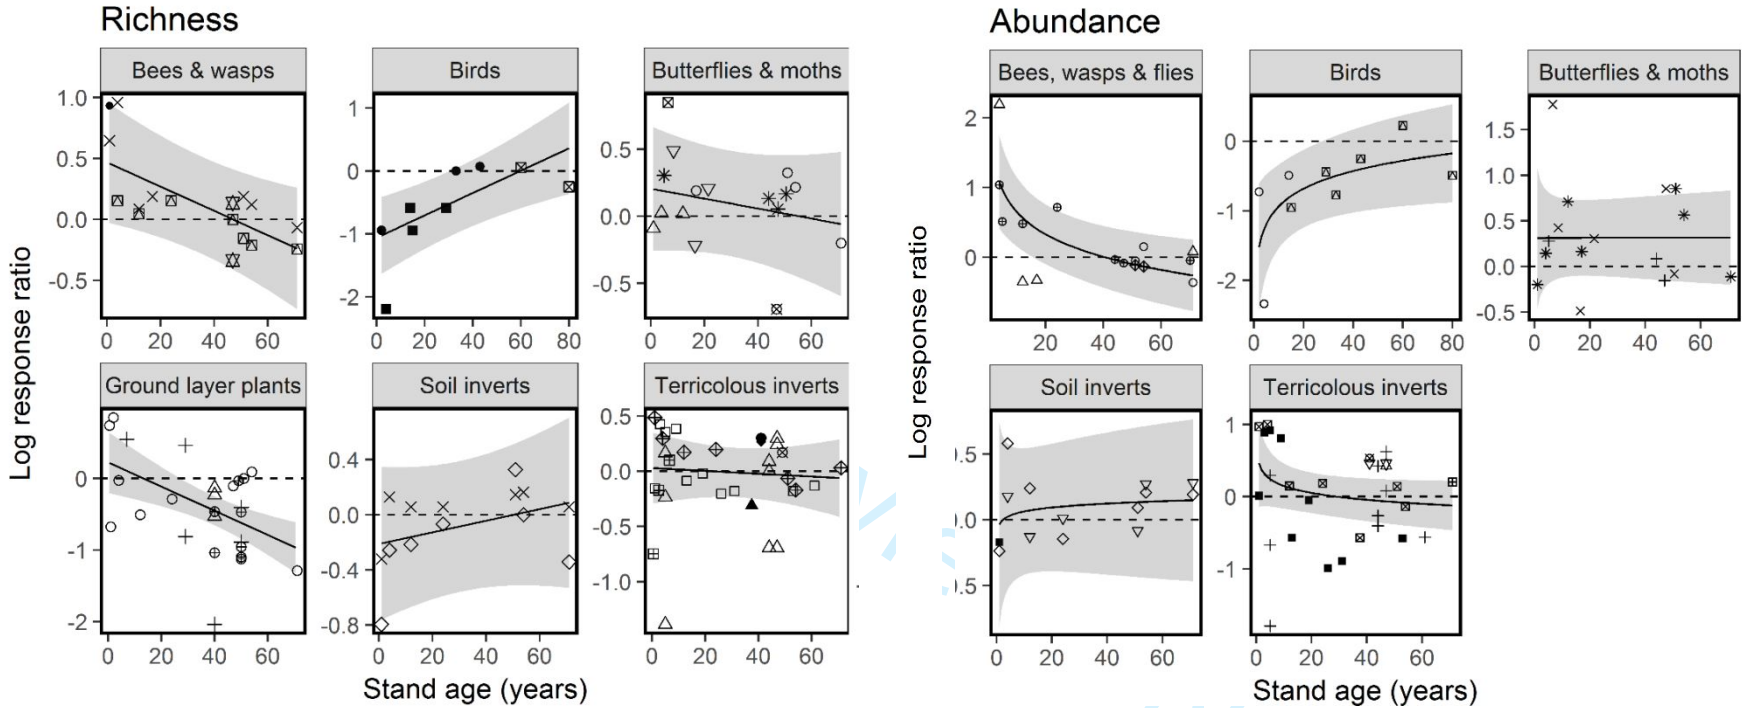 Richness
Abundance
Bees & wasps
Birds
Butterflies & moths
Bees, wasps & flies
Birds
Butterflies & moths
1.0
0.5
0.0
-0.5
0 20 40 60
1
0
-1
-2
0 20 40 60 80
0.5
0.0
-0.5
0 20 40 60
2
1
0
20 40 60
0
-1
-2
0 20 40 60 80
1.5
1.0
0.5
0.0
-0.5
0 20 40 60
Ground layer plants
Soil inverts
Terricolous inverts
Soil inverts
Terricolous inverts
0
-1
-2
0 20 40 60
0.4
0.0
-0.4
-0.8
0 20 40 60
0.5
0.0
-0.5
-1.0
0 20 40 60
0.5
0.0
0.5
0 20 40 60
1
0
-1
0 20 40 60
Log response ratio
Log response ratio
Stand age (years)
Stand age (years)